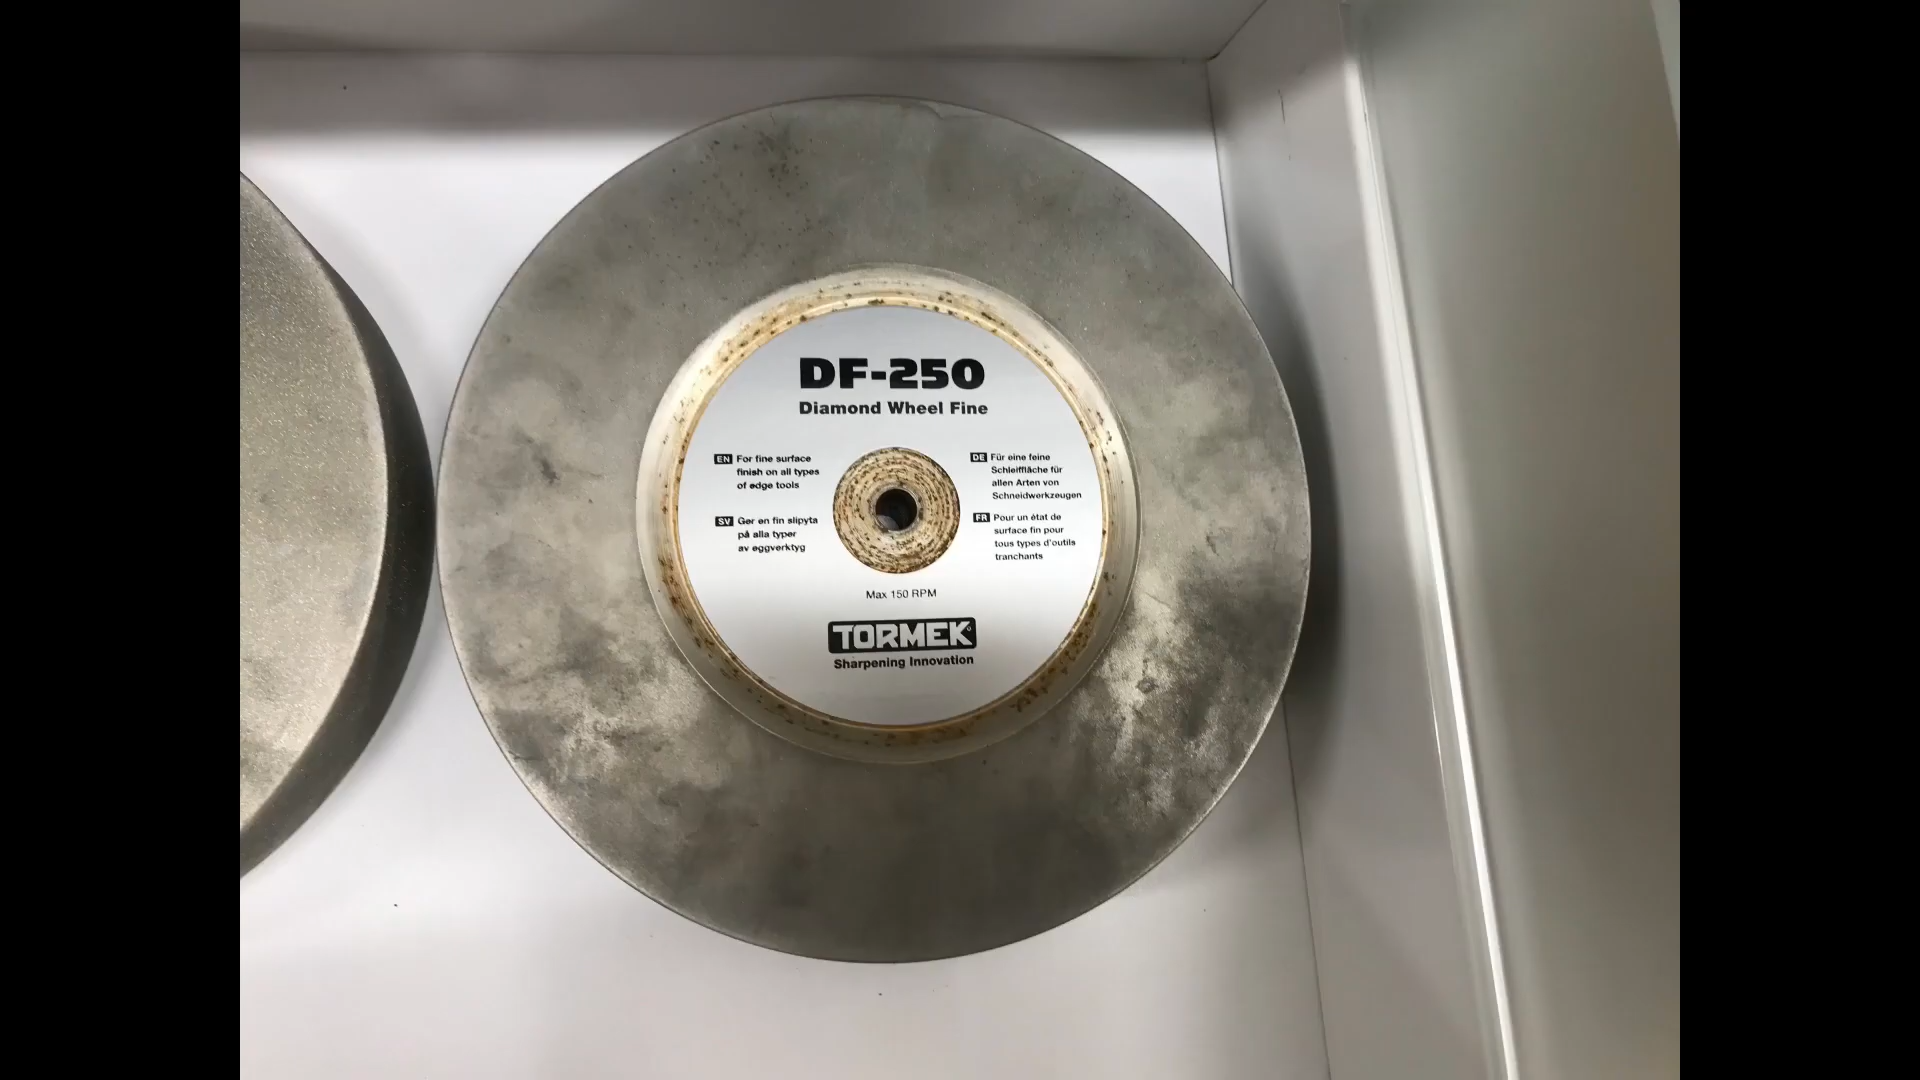 DF-250
Diamond Wheel Fine
EN For fine surface
finish on all types
of edge tools
SV Ger en fin slipyta
på alla typer
av eggverktyg
DE Für eine feine
Schleiffläche für
allen Arten von
Schneidwerkzeugen
FR Pour un état de
surface fin pour
tous types d'outils
tranchants
Max 150 RPM
TORMEK
Sharpening Innovation